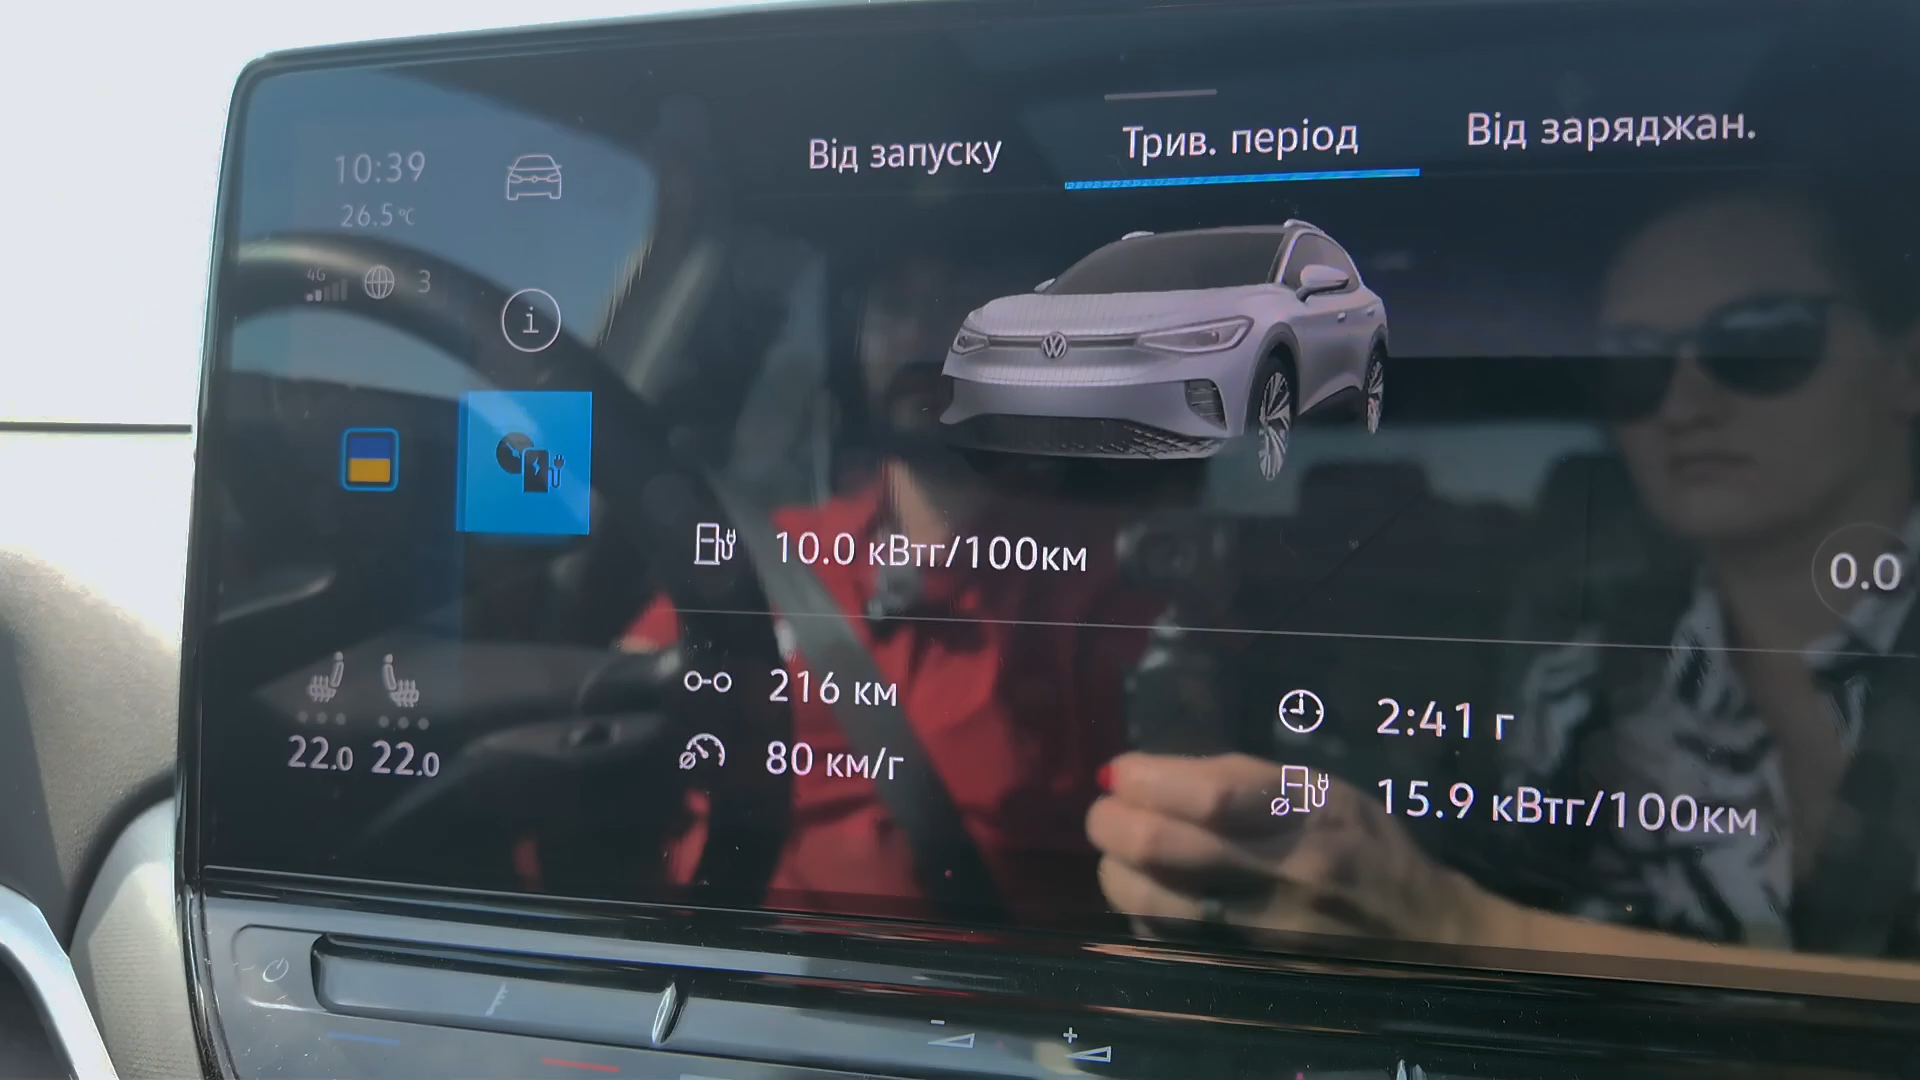 Від запуску
Трив. період
Від заряджан.
10:39
26.5°C
4G
3
i
10.0 кВтг/100км
0.0
216 км
2:41 г
80 км/г
15.9 кВтг/100км
22.0 22.0